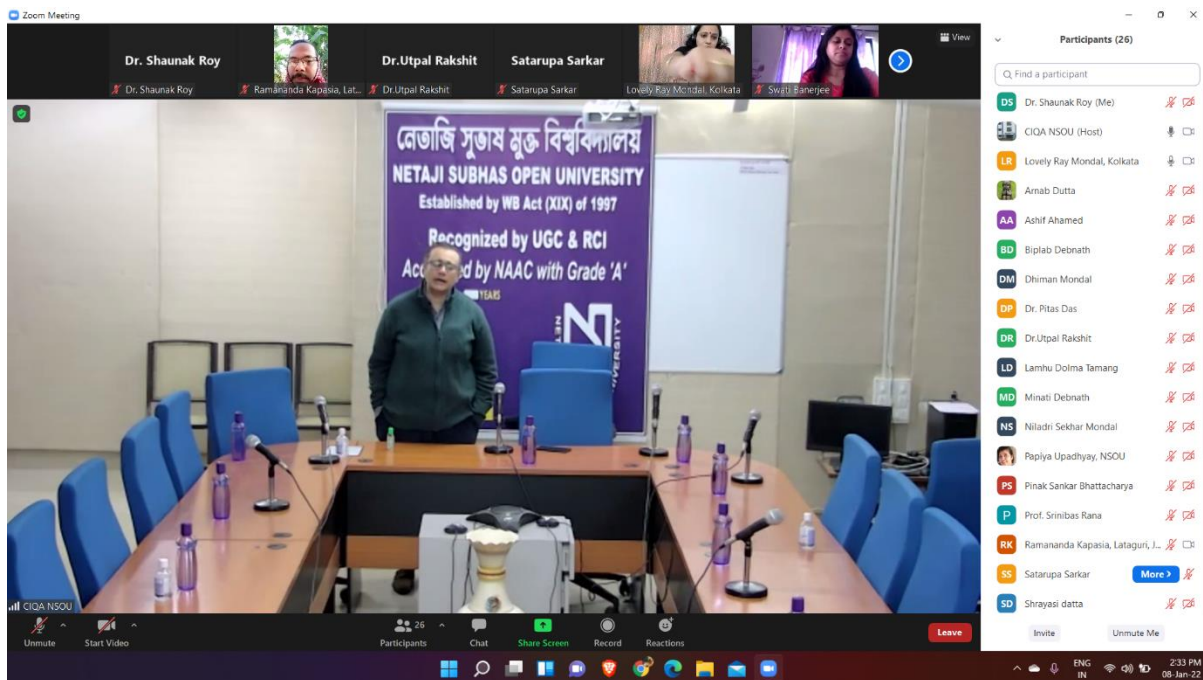 Zoom Meeting
Dr. Shaunak Roy
Dr.Utpal Rakshit
Satarupa Sarkar
View
Dr. Shaunak Roy
Ramananda Kapasia, Lat...
Dr.Utpal Rakshit
Satarupa Sarkar
Lovely Ray Mondal, Kolkata
Swati Banerjee
নেতাজি সুভাষ মুক্ত বিশ্ববিদ্যালয়
NETAJI SUBHAS OPEN UNIVERSITY
Established by WB Act (XIX) of 1997
Recognized by UGC & RCI
by NAAC with Grade 'A'
YEARS
CIQA NSOU
Participants (26)
Find a participant
DS Dr. Shaunak Roy (Me)
CIQA NSOU (Host)
LR Lovely Ray Mondal, Kolkata
Arnab Dutta
AA Ashif Ahamed
BD Biplab Debnath
DM Dhiman Mondal
DP Dr. Pitas Das
DR Dr.Utpal Rakshit
LD Lamhu Dolma Tamang
MD Minati Debnath
NS Niladri Sekhar Mondal
Papiya Upadhyay, NSOU
PS Pinak Sankar Bhattacharya
P Prof. Srinibas Rana
RK Ramananda Kapasia, Lataguri, J...
SS Satarupa Sarkar More >
SD Shrayasi datta
Invite Unmute Me
26
Unmute Start Video Participants Chat Share Screen Record Reactions Leave
ENG 2:33 PM
IN 08-Jan-22